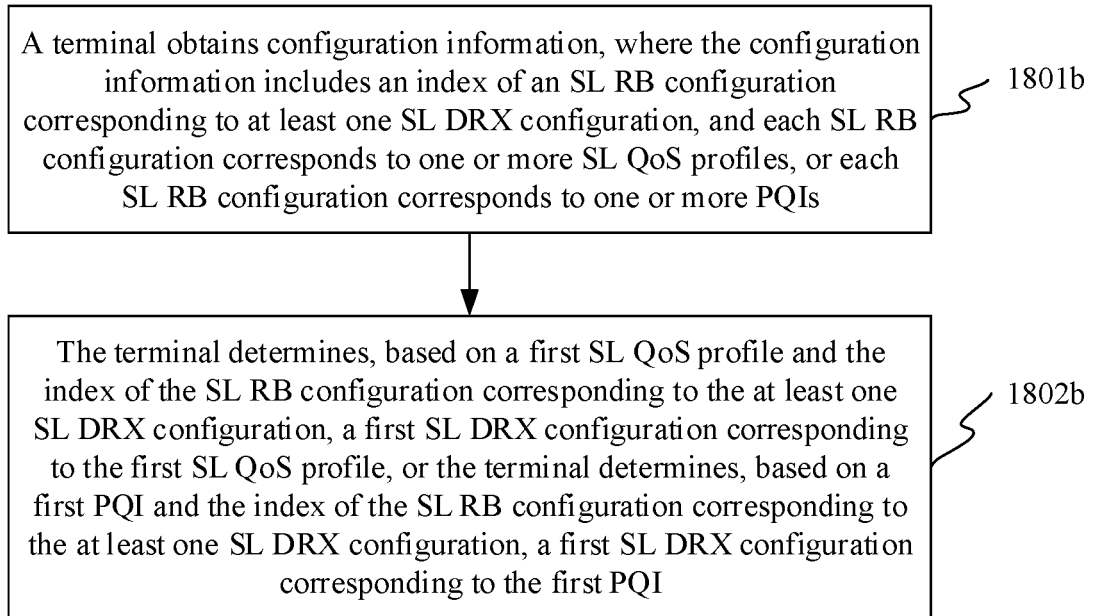 A terminal obtains configuration information, where the configuration
information includes an index of an SL RB configuration
corresponding to at least one SL DRX configuration, and each SL RB
configuration corresponds to one or more SL QoS profiles, or each
SL RB configuration corresponds to one or more PQIs
1801b
The terminal determines, based on a first SL QoS profile and the
index of the SL RB configuration corresponding to the at least one
SL DRX configuration, a first SL DRX configuration corresponding
to the first SL QoS profile, or the terminal determines, based on a
first PQI and the index of the SL RB configuration corresponding to
the at least one SL DRX configuration, a first SL DRX configuration
corresponding to the first PQI
1802b